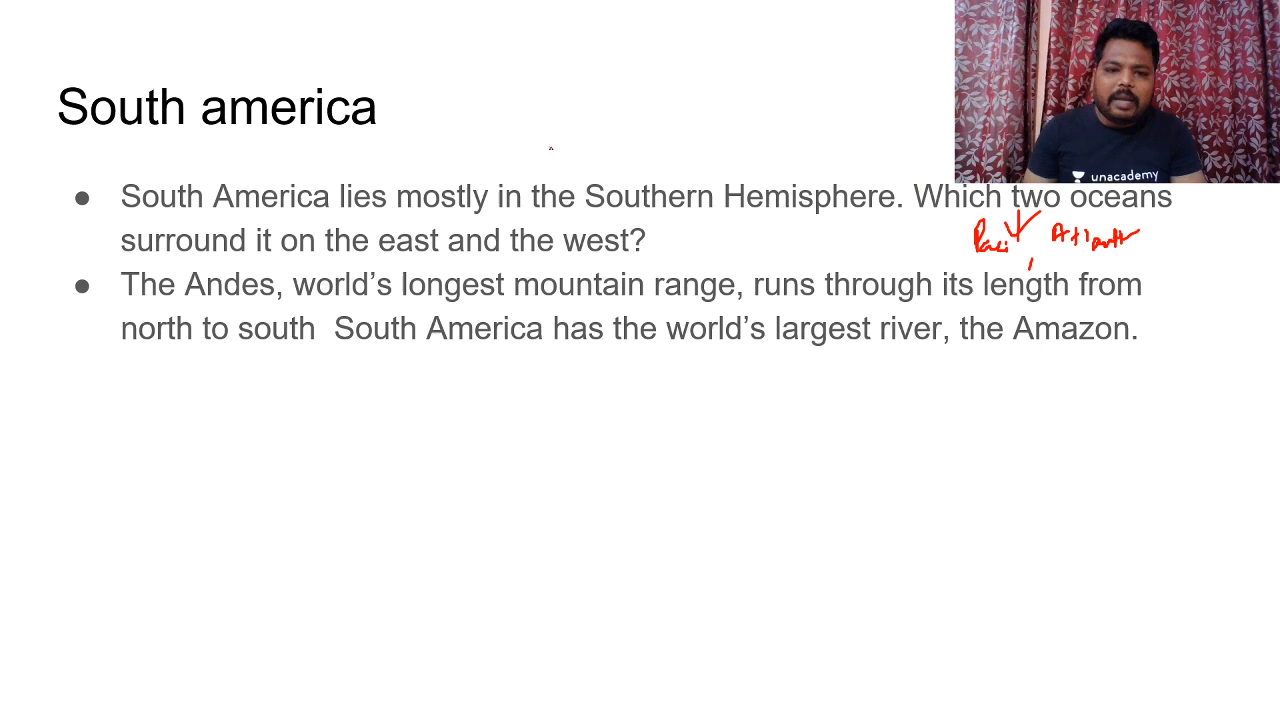 South america
unacademy
● South America lies mostly in the Southern Hemisphere. Which two oceans
surround it on the east and the west?
● The Andes, world’s longest mountain range, runs through its length from
north to south South America has the world’s largest river, the Amazon.